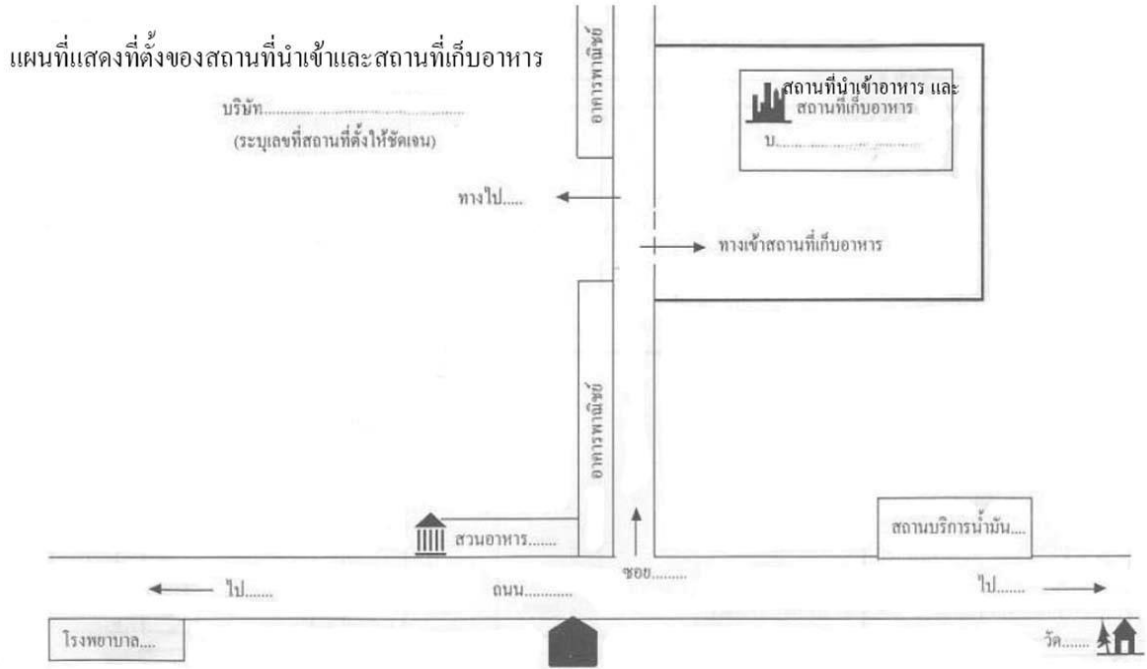 แผนที่แสดงที่ตั้งของสถานที่นำเข้าและสถานที่เก็บอาหาร
บริษัท......................................................
(ระบุเลขที่สถานที่ตั้งให้ชัดเจน)
อาคารพาณิชย์
สถานที่นำเข้าอาหาร และ
สถานที่เก็บอาหาร
บ..............................
ทางไป.....
ทางเข้าสถานที่เก็บอาหาร
อาคารพาณิชย์
สวนอาหาร.......
สถานบริการน้ำมัน....
ซอย.........
ไป.......
ถนน............
ไป.......
โรงพยาบาล....
วัด.......